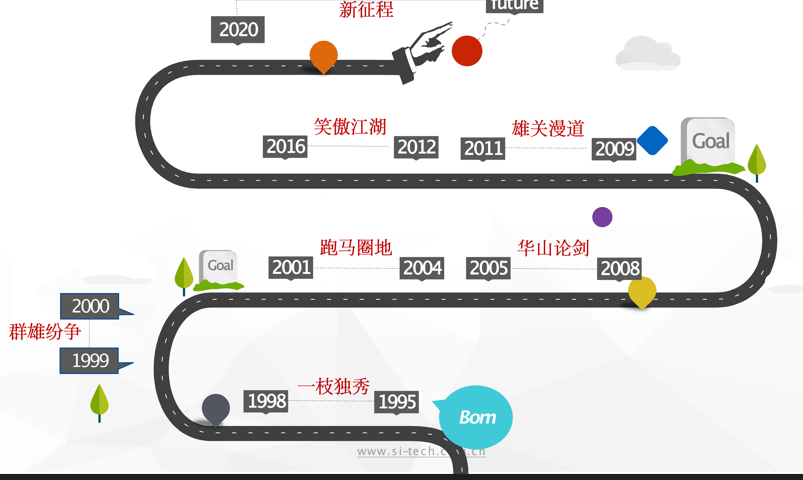 future
新征程
2020
笑傲江湖
雄关漫道
2016
2012
2011
2009
Goal
跑马圈地
华山论剑
Goal
2001
2004
2005
2008
2000
群雄纷争
1999
一枝独秀
1998
1995
Born
www.si-tech.com.cn